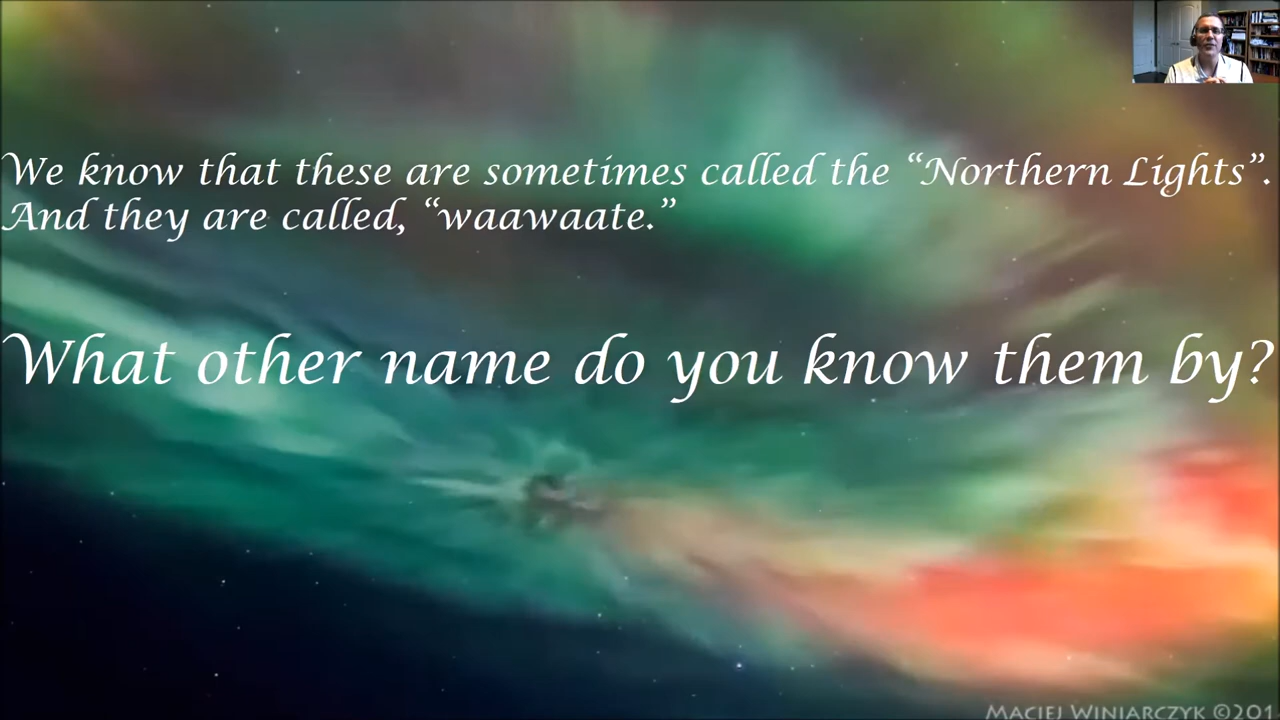 We know that these are sometimes called the “Northern Lights”.
And they are called, “waawaate.”
What other name do you know them by?
MACIEJ WINIARCZYK ©201